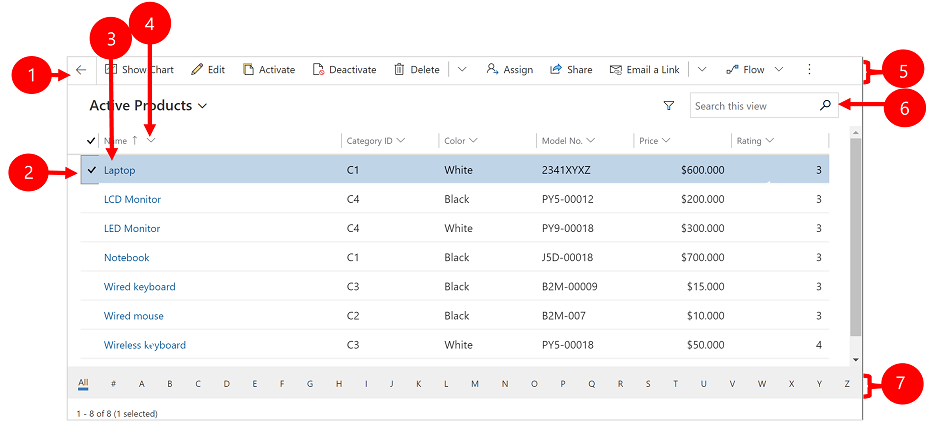 4
3
1
Show Chart Edit Activate Deactivate Delete Assign Share Email a Link Flow
5
Active Products
Search this view
6
Name ↑ Category ID Color Model No. Price Rating
2
Laptop C1 White 2341XYXZ $600.000 3
LCD Monitor C4 Black PY5-00012 $200.000 3
LED Monitor C4 White PY9-00018 $300.000 3
Notebook C1 Black J5D-00018 $700.000 3
Wired keyboard C3 Black B2M-00009 $15.000 3
Wired mouse C2 Black B2M-007 $10.000 3
Wireless keyboard C3 White PY5-00018 $50.000 4
All # A B C D E F G H I J K L M N O P Q R S T U V W X Y Z
7
1 - 8 of 8 (1 selected)